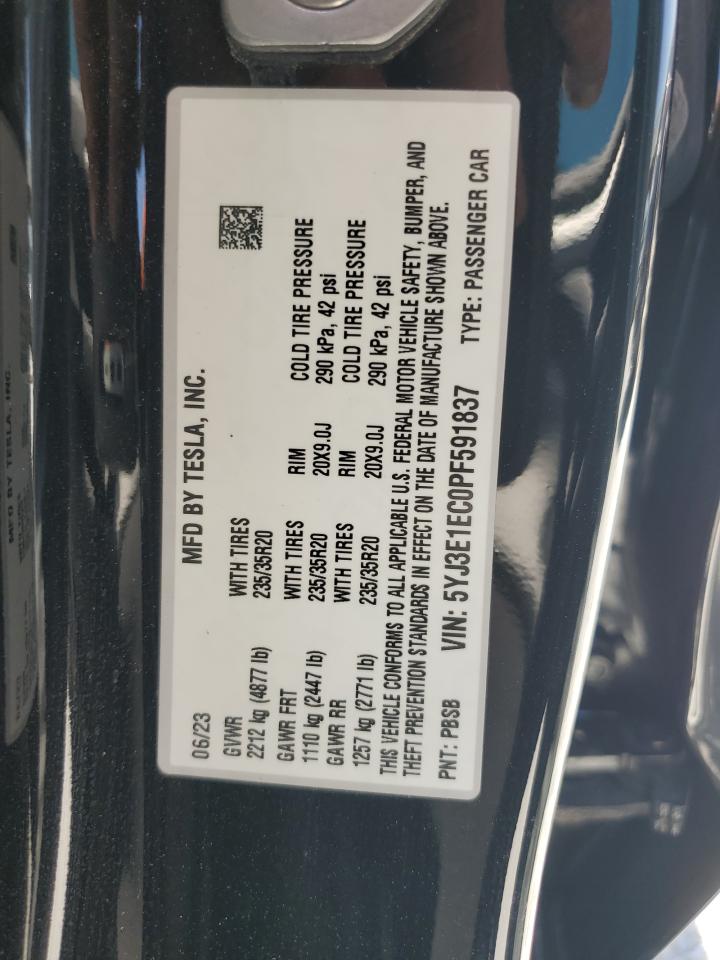 06/23 MFD BY TESLA, INC.
GVWR WITH TIRES
2212 kg (4877 lb) 235/35R20
GAWR FRT WITH TIRES RIM COLD TIRE PRESSURE
1110 kg (2447 lb) 235/35R20 20X9.0J 290 kPa, 42 psi
GAWR RR WITH TIRES RIM COLD TIRE PRESSURE
1257 kg (2771 lb) 235/35R20 20X9.0J 290 kPa, 42 psi
THIS VEHICLE CONFORMS TO ALL APPLICABLE U.S. FEDERAL MOTOR VEHICLE SAFETY, BUMPER, AND
THEFT PREVENTION STANDARDS IN EFFECT ON THE DATE OF MANUFACTURE SHOWN ABOVE.
PNT: PBSB VIN: 5YJ3E1EC0PF591837 TYPE: PASSENGER CAR
MFD BY TESLA, INC.